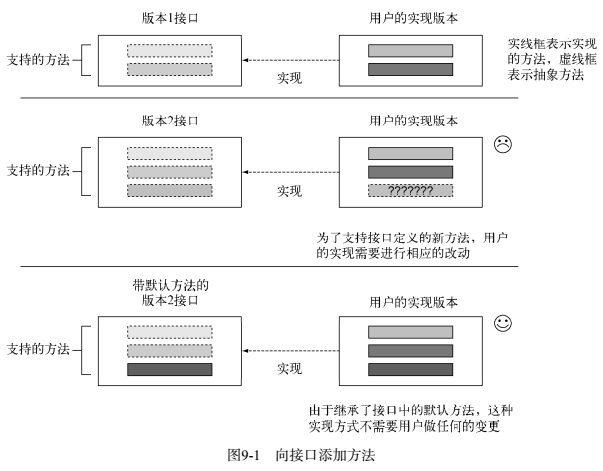 版本1接口
用户的实现版本
支持的方法
实现
实线框表示实现
的方法，虚线框
表示抽象方法
版本2接口
用户的实现版本
支持的方法
实现
???????
为了支持接口定义的新方法，用户
的实现需要进行相应的改动
带默认方法的
版本2接口
用户的实现版本
支持的方法
实现
由于继承了接口中的默认方法，这种
实现方式不需要用户做任何的变更
图9-1 向接口添加方法